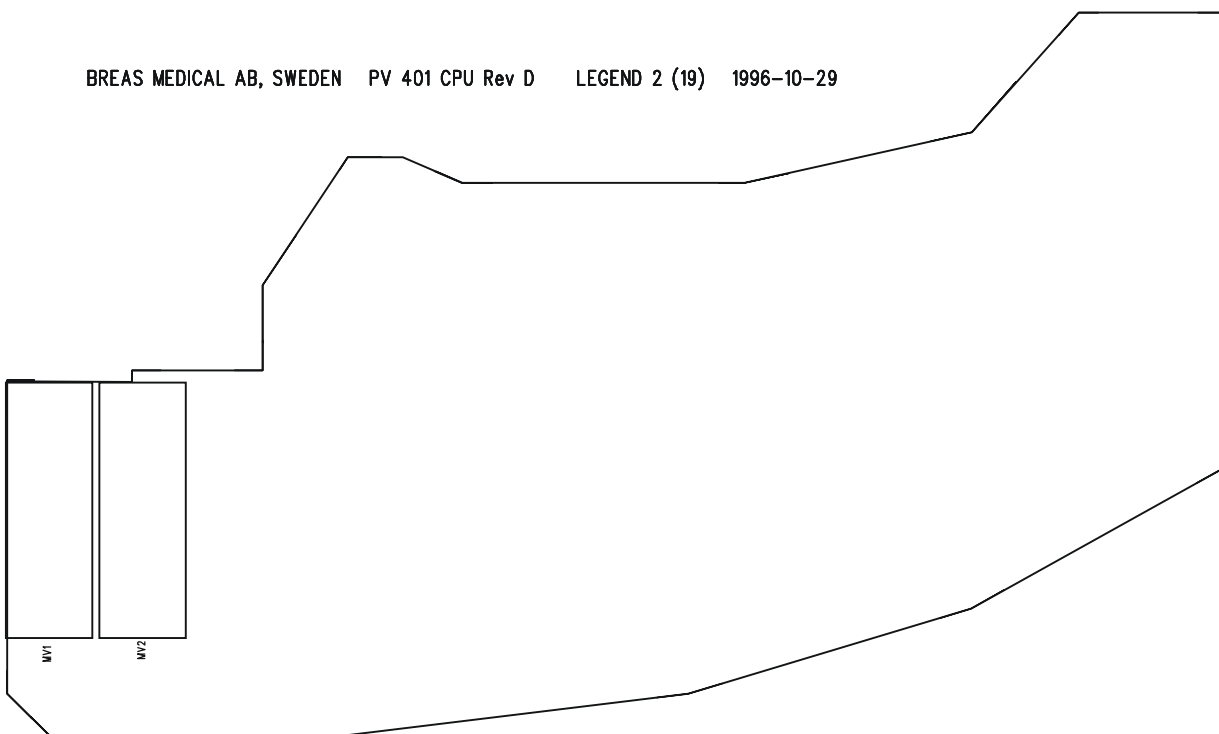 BREAS MEDICAL AB, SWEDEN PV 401 CPU Rev D LEGEND 2 (19) 1996-10-29
MV1
MV2